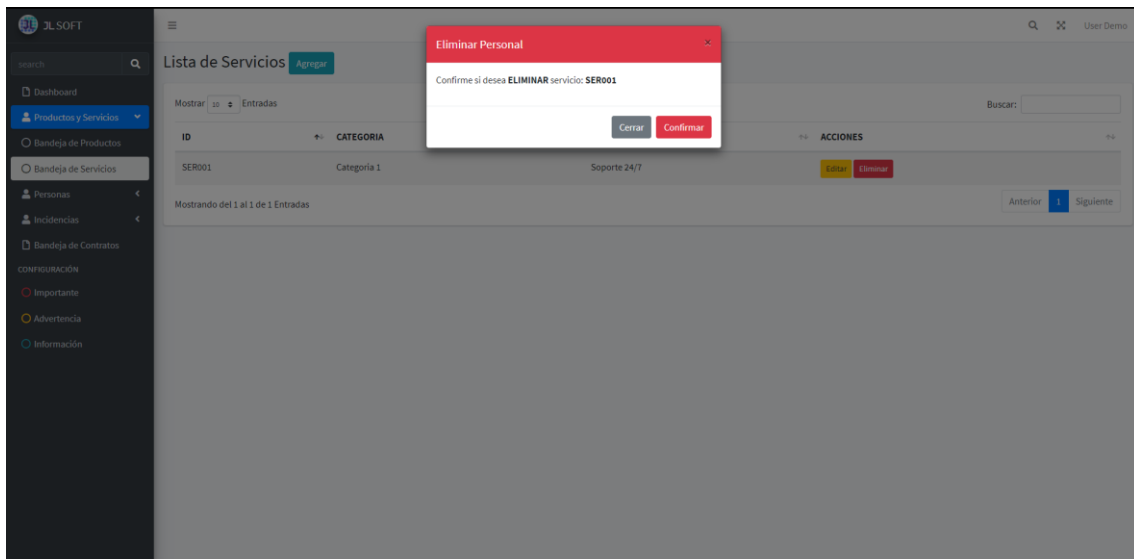 JL SOFT
User Demo
search
Dashboard
Productos y Servicios
Bandeja de Productos
Bandeja de Servicios
Personas
Incidencias
Bandeja de Contratos
CONFIGURACIÓN
Importante
Advertencia
Información
Lista de Servicios Agregar
Mostrar 10 Entradas
Buscar:
ID CATEGORIA ACCIONES
SER001 Categoria 1 Soporte 24/7 Editar Eliminar
Mostrando del 1 al 1 de 1 Entradas
Anterior 1 Siguiente
Eliminar Personal ×
Confirme si desea ELIMINAR servicio: SER001
Cerrar Confirmar